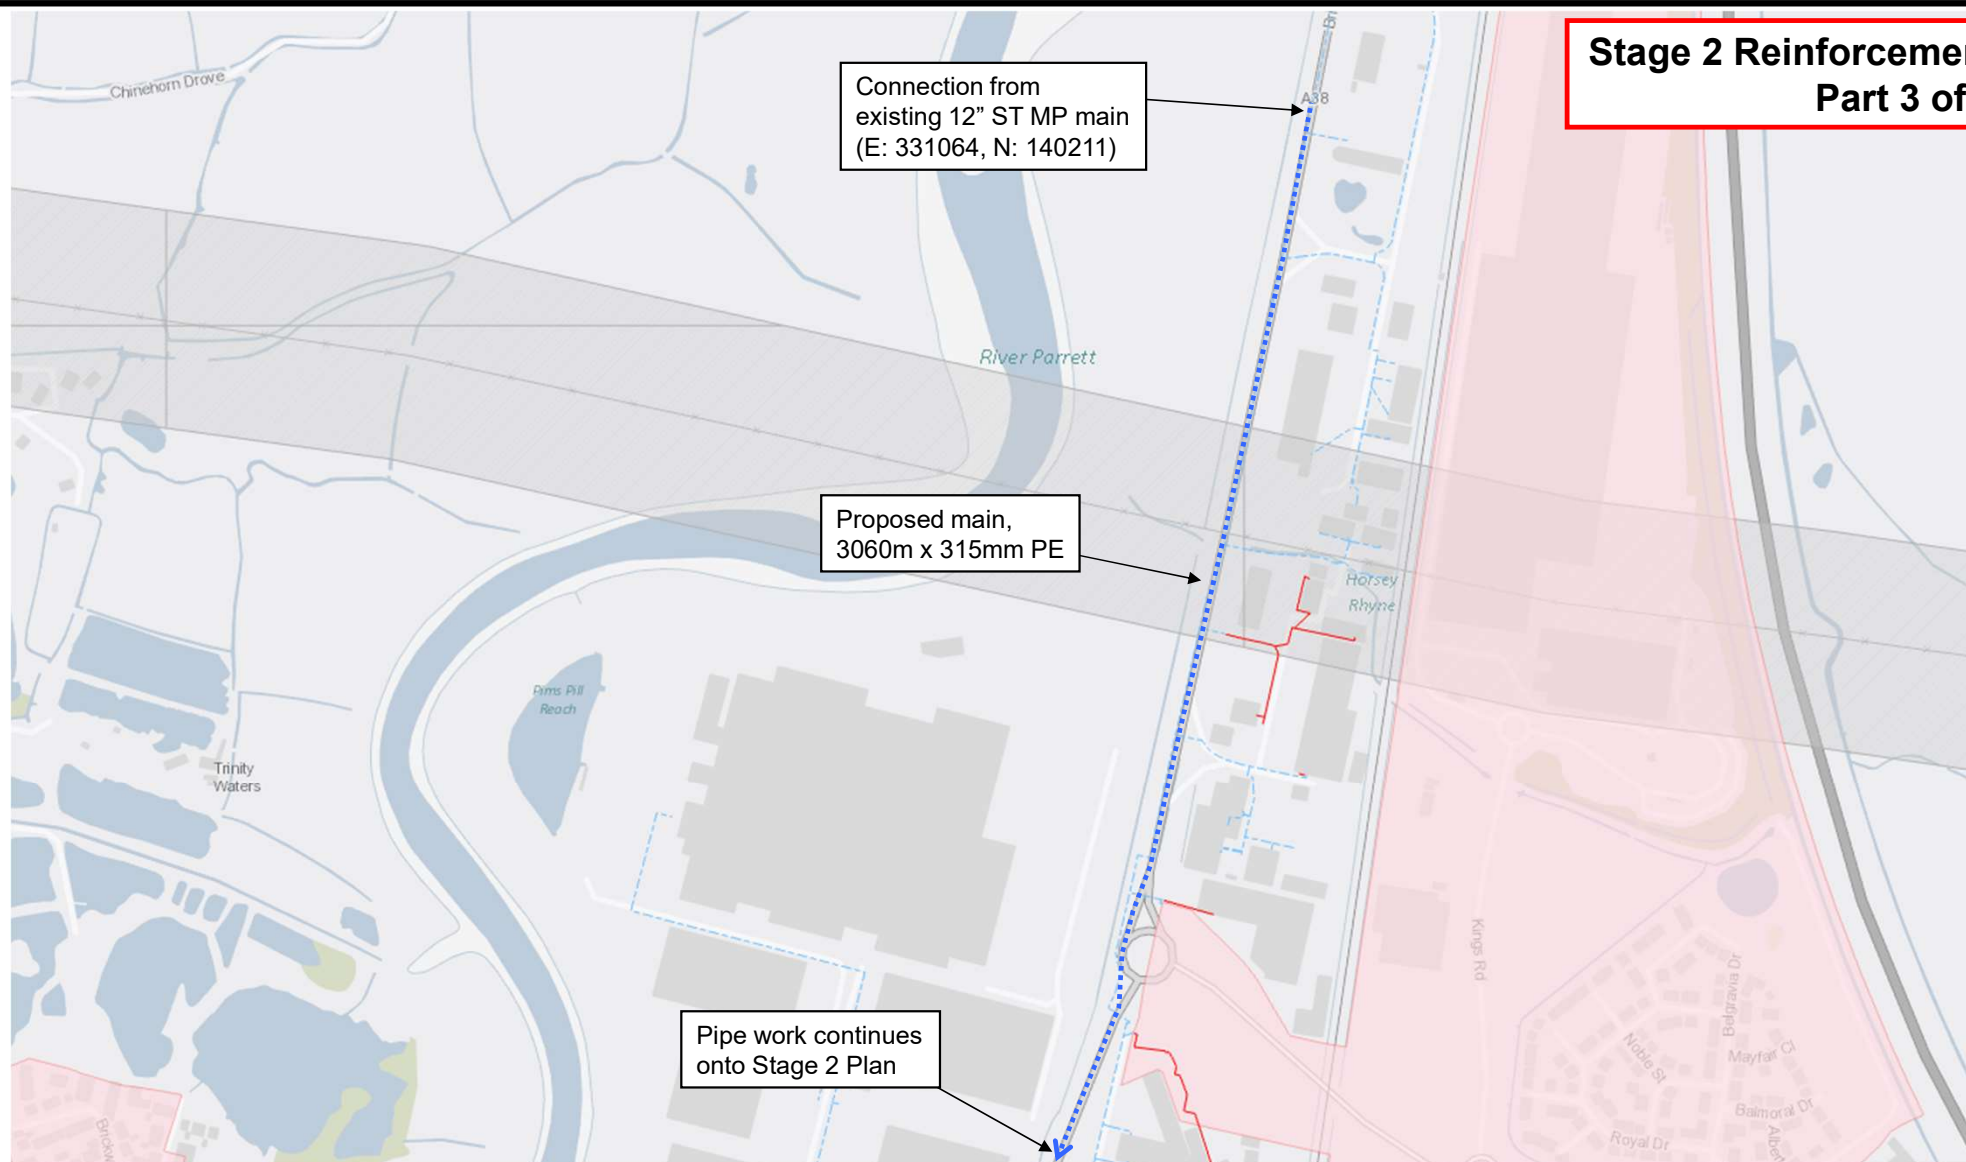 Stage 2 Reinforcemen
Part 3 of
Connection from
existing 12” ST MP main
(E: 331064, N: 140211)
A38
Chinehorn Drove
River Parrett
Proposed main,
3060m x 315mm PE
Horsey
Rhyne
Pims Pill
Reach
Trinity
Waters
Kings Rd
Belgravia Dr
Noble St
Mayfair Cl
Balmoral Dr
Royal Dr
Pipe work continues
onto Stage 2 Plan